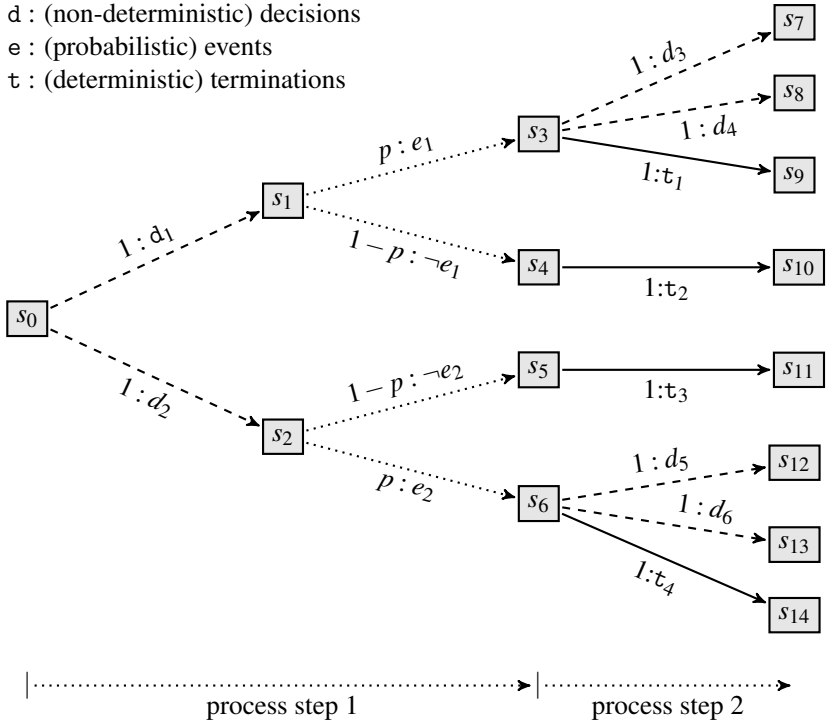 d : (non-deterministic) decisions
e : (probabilistic) events
t : (deterministic) terminations
s₇
1 : d₃
s₈
1 : d₄
s₃
p : e₁
1:t₁
s₉
s₁
1 : d₁
1 − p : ¬e₁
s₄
1:t₂
s₁₀
s₀
1 : d₂
1 − p : ¬e₂
s₅
1:t₃
s₁₁
s₂
p : e₂
s₆
1 : d₅
s₁₂
1 : d₆
s₁₃
1:t₄
s₁₄
process step 1
process step 2